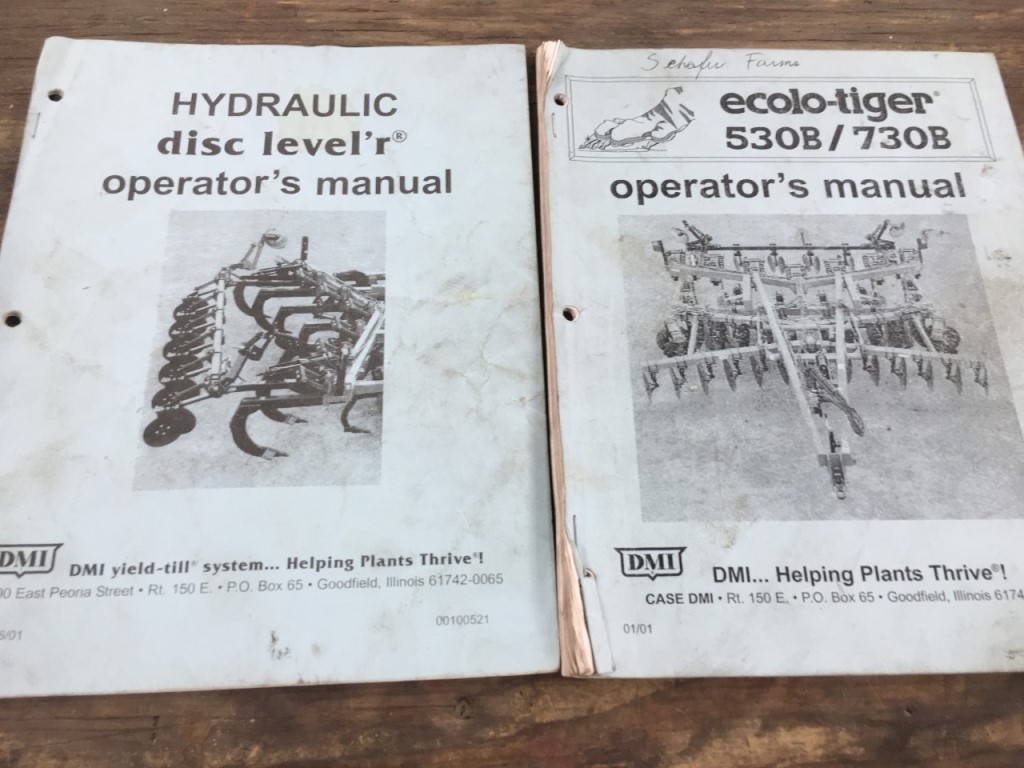 HYDRAULIC
disc level'r®
operator's manual
DMI
DMI yield-till® system... Helping Plants Thrive®!
00 East Peoria Street • Rt. 150 E. • P.O. Box 65 • Goodfield, Illinois 61742-0065
00100521
/01
Schafer Farms
ecolo-tiger®
530B / 730B
operator's manual
DMI
DMI... Helping Plants Thrive®!
CASE DMI • Rt. 150 E. • P.O. Box 65 • Goodfield, Illinois 6174
01/01